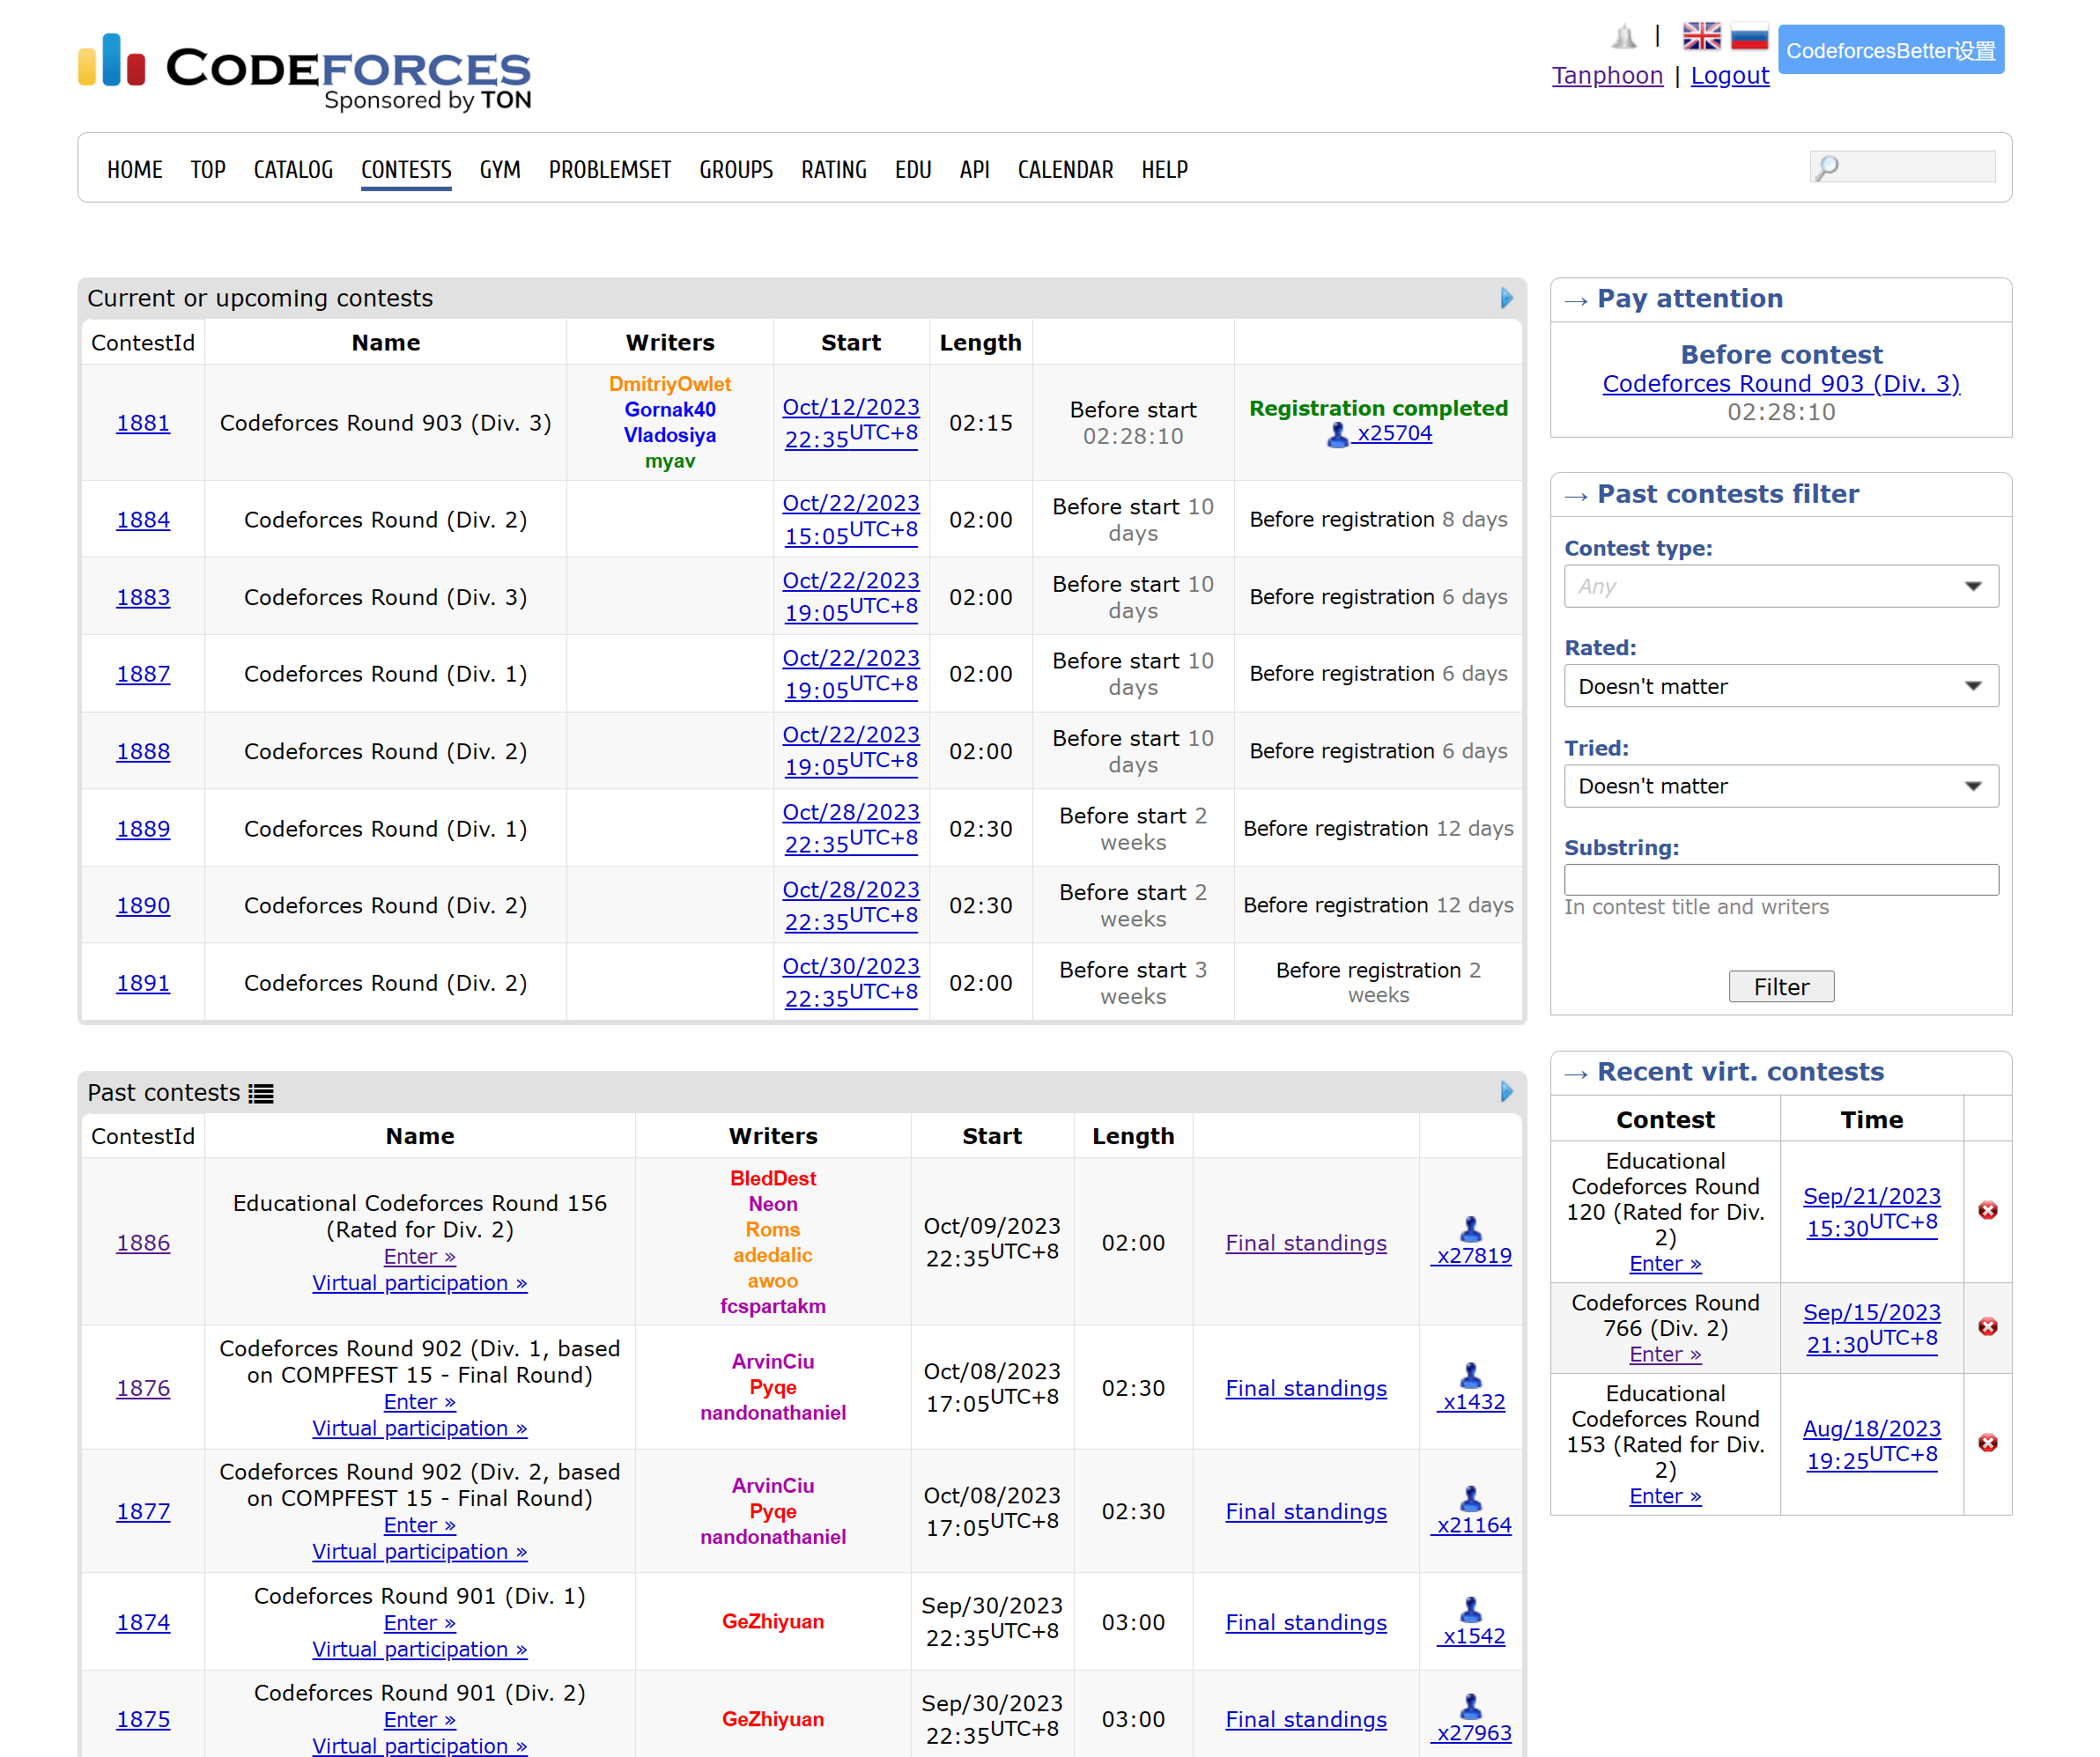 CODEFORCES
Sponsored by TON
|
CodeforcesBetter设置
Tanphoon | Logout
HOME TOP CATALOG CONTESTS GYM PROBLEMSET GROUPS RATING EDU API CALENDAR HELP
Current or upcoming contests
ContestId Name Writers Start Length
1881 Codeforces Round 903 (Div. 3)
DmitriyOwlet
Gornak40
Vladosiya
myav
Oct/12/2023
22:35UTC+8
02:15
Before start
02:28:10
Registration completed
x25704
1884 Codeforces Round (Div. 2)
Oct/22/2023
15:05UTC+8
02:00
Before start 10
days
Before registration 8 days
1883 Codeforces Round (Div. 3)
Oct/22/2023
19:05UTC+8
02:00
Before start 10
days
Before registration 6 days
1887 Codeforces Round (Div. 1)
Oct/22/2023
19:05UTC+8
02:00
Before start 10
days
Before registration 6 days
1888 Codeforces Round (Div. 2)
Oct/22/2023
19:05UTC+8
02:00
Before start 10
days
Before registration 6 days
1889 Codeforces Round (Div. 1)
Oct/28/2023
22:35UTC+8
02:30
Before start 2
weeks
Before registration 12 days
1890 Codeforces Round (Div. 2)
Oct/28/2023
22:35UTC+8
02:30
Before start 2
weeks
Before registration 12 days
1891 Codeforces Round (Div. 2)
Oct/30/2023
22:35UTC+8
02:00
Before start 3
weeks
Before registration 2
weeks
Past contests
ContestId Name Writers Start Length
1886
Educational Codeforces Round 156
(Rated for Div. 2)
Enter »
Virtual participation »
BledDest
Neon
Roms
adedalic
awoo
fcspartakm
Oct/09/2023
22:35UTC+8
02:00
Final standings
x27819
1876
Codeforces Round 902 (Div. 1, based
on COMPFEST 15 - Final Round)
Enter »
Virtual participation »
ArvinCiu
Pyqe
nandonathaniel
Oct/08/2023
17:05UTC+8
02:30
Final standings
x1432
1877
Codeforces Round 902 (Div. 2, based
on COMPFEST 15 - Final Round)
Enter »
Virtual participation »
ArvinCiu
Pyqe
nandonathaniel
Oct/08/2023
17:05UTC+8
02:30
Final standings
x21164
1874
Codeforces Round 901 (Div. 1)
Enter »
Virtual participation »
GeZhiyuan
Sep/30/2023
22:35UTC+8
03:00
Final standings
x1542
1875
Codeforces Round 901 (Div. 2)
Enter »
Virtual participation »
GeZhiyuan
Sep/30/2023
22:35UTC+8
03:00
Final standings
x27963
→ Pay attention
Before contest
Codeforces Round 903 (Div. 3)
02:28:10
→ Past contests filter
Contest type:
Any
Rated:
Doesn't matter
Tried:
Doesn't matter
Substring:
In contest title and writers
Filter
→ Recent virt. contests
Contest Time
Educational
Codeforces Round
120 (Rated for Div.
2)
Enter »
Sep/21/2023
15:30UTC+8
Codeforces Round
766 (Div. 2)
Enter »
Sep/15/2023
21:30UTC+8
Educational
Codeforces Round
153 (Rated for Div.
2)
Enter »
Aug/18/2023
19:25UTC+8